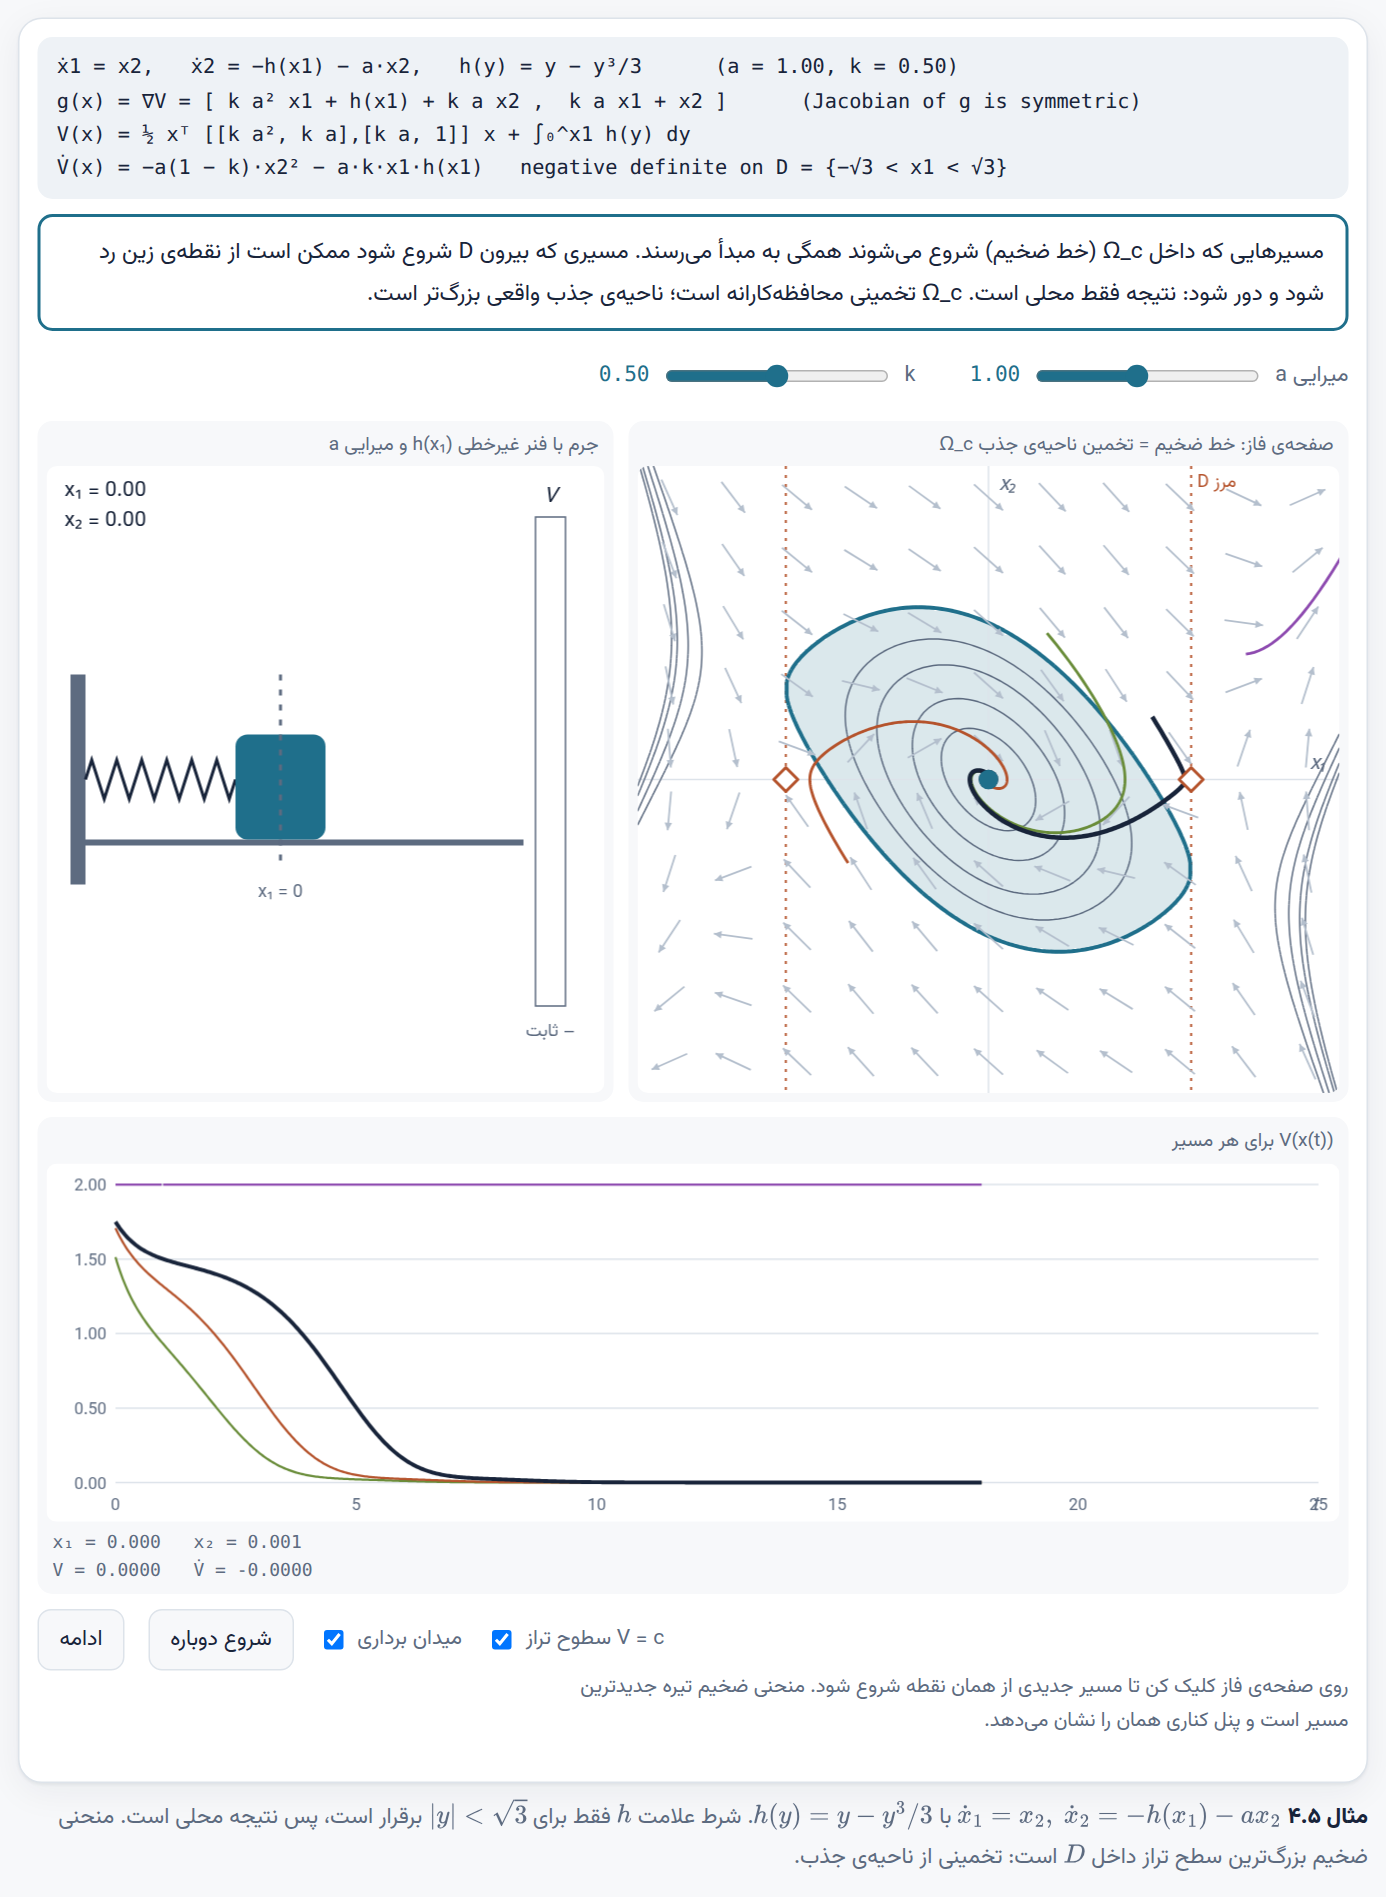 ẋ1 = x2,   ẋ2 = −h(x1) − a·x2,   h(y) = y − y³/3      (a = 1.00, k = 0.50)
g(x) = ∇V = [ k a² x1 + h(x1) + k a x2 ,  k a x1 + x2 ]      (Jacobian of g is symmetric)
V(x) = ½ xᵀ [[k a², k a],[k a, 1]] x + ∫₀^x1 h(y) dy
V̇(x) = −a(1 − k)·x2² − a·k·x1·h(x1)   negative definite on D = {−√3 < x1 < √3}
مسیرهایی که داخل Ω_c (خط ضخیم) شروع می‌شوند همگی به مبدأ می‌رسند. مسیری که بیرون D شروع شود ممکن است از نقطه‌ی زین رد
شود و دور شود: نتیجه فقط محلی است. Ω_c تخمینی محافظه‌کارانه است؛ ناحیه‌ی جذب واقعی بزرگ‌تر است.
میرایی a 1.00 k 0.50
صفحه‌ی فاز: خط ضخیم = تخمین ناحیه‌ی جذب Ω_c
مرز D
x₂
x₁
جرم با فنر غیرخطی h(x₁) و میرایی a
x₁ = 0.00
x₂ = 0.00
V
x₁ = 0
– ثابت
V(x(t)) برای هر مسیر
2.00
1.50
1.00
0.50
0.00
0 5 10 15 20 25
x₁ = 0.000   x₂ = 0.001
V = 0.0000   V̇ = -0.0000
V = c سطوح تراز
میدان برداری
شروع دوباره
ادامه
روی صفحه‌ی فاز کلیک کن تا مسیر جدیدی از همان نقطه شروع شود. منحنی ضخیم تیره جدیدترین
مسیر است و پنل کناری همان را نشان می‌دهد.
مثال ۴.۵ ẋ₁ = x₂, ẋ₂ = −h(x₁) − ax₂ با h(y) = y − y³/3. شرط علامت h فقط برای |y| < √3 برقرار است، پس نتیجه محلی است. منحنی
ضخیم بزرگ‌ترین سطح تراز داخل D است: تخمینی از ناحیه‌ی جذب.